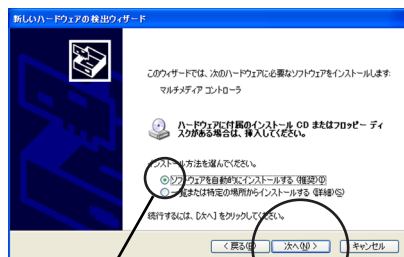 新しいハードウェアの検出ウィザード
このウィザードでは、次のハードウェアに必要なソフトウェアをインストールします:
マルチメディア コントローラ
ハードウェアに付属のインストール CD またはフロッピー ディ
スクがある場合は、挿入してください。
インストール方法を選んでください。
ソフトウェアを自動的にインストールする (推奨)(I)
一覧または特定の場所からインストールする (詳細)(S)
続行するには、[次へ] をクリックしてください。
< 戻る(B)
次へ(N) >
キャンセル